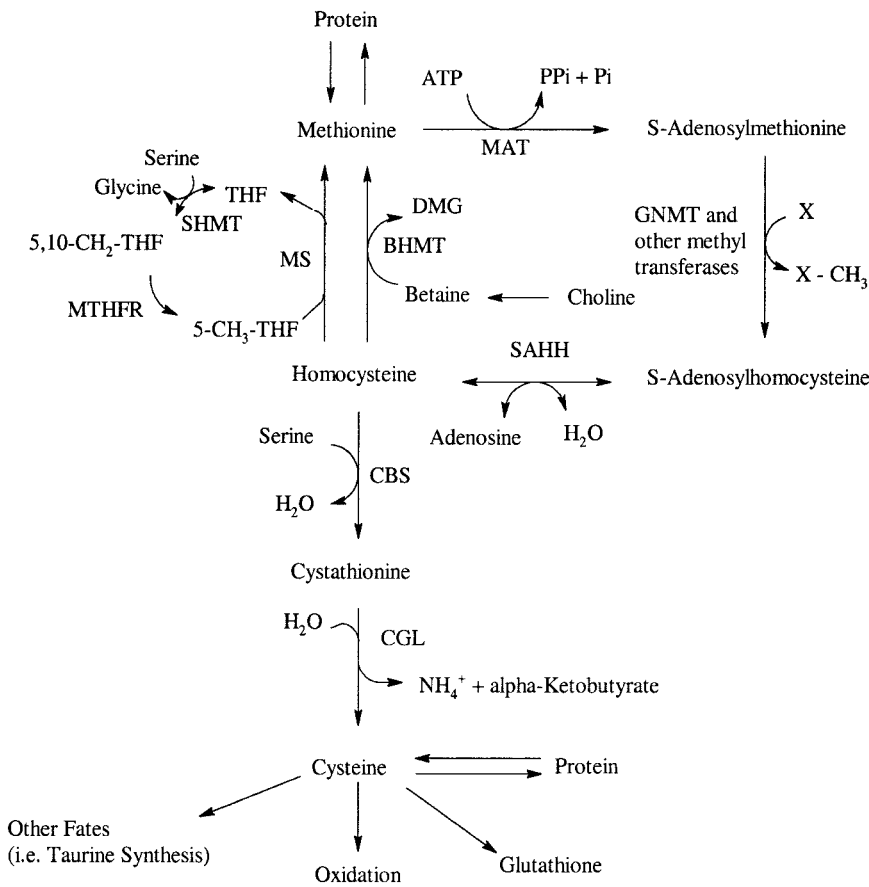 Protein
ATP
PPi + Pi
Methionine
MAT
S-Adenosylmethionine
Serine
Glycine
THF
SHMT
5,10-CH₂-THF
MTHFR
5-CH₃-THF
MS
DMG
BHMT
Betaine
Choline
GNMT and
other methyl
transferases
X
X - CH₃
Homocysteine
SAHH
S-Adenosylhomocysteine
Adenosine
H₂O
Serine
CBS
H₂O
Cystathionine
H₂O
CGL
NH₄⁺ + alpha-Ketobutyrate
Cysteine
Protein
Other Fates
(i.e. Taurine Synthesis)
Oxidation
Glutathione